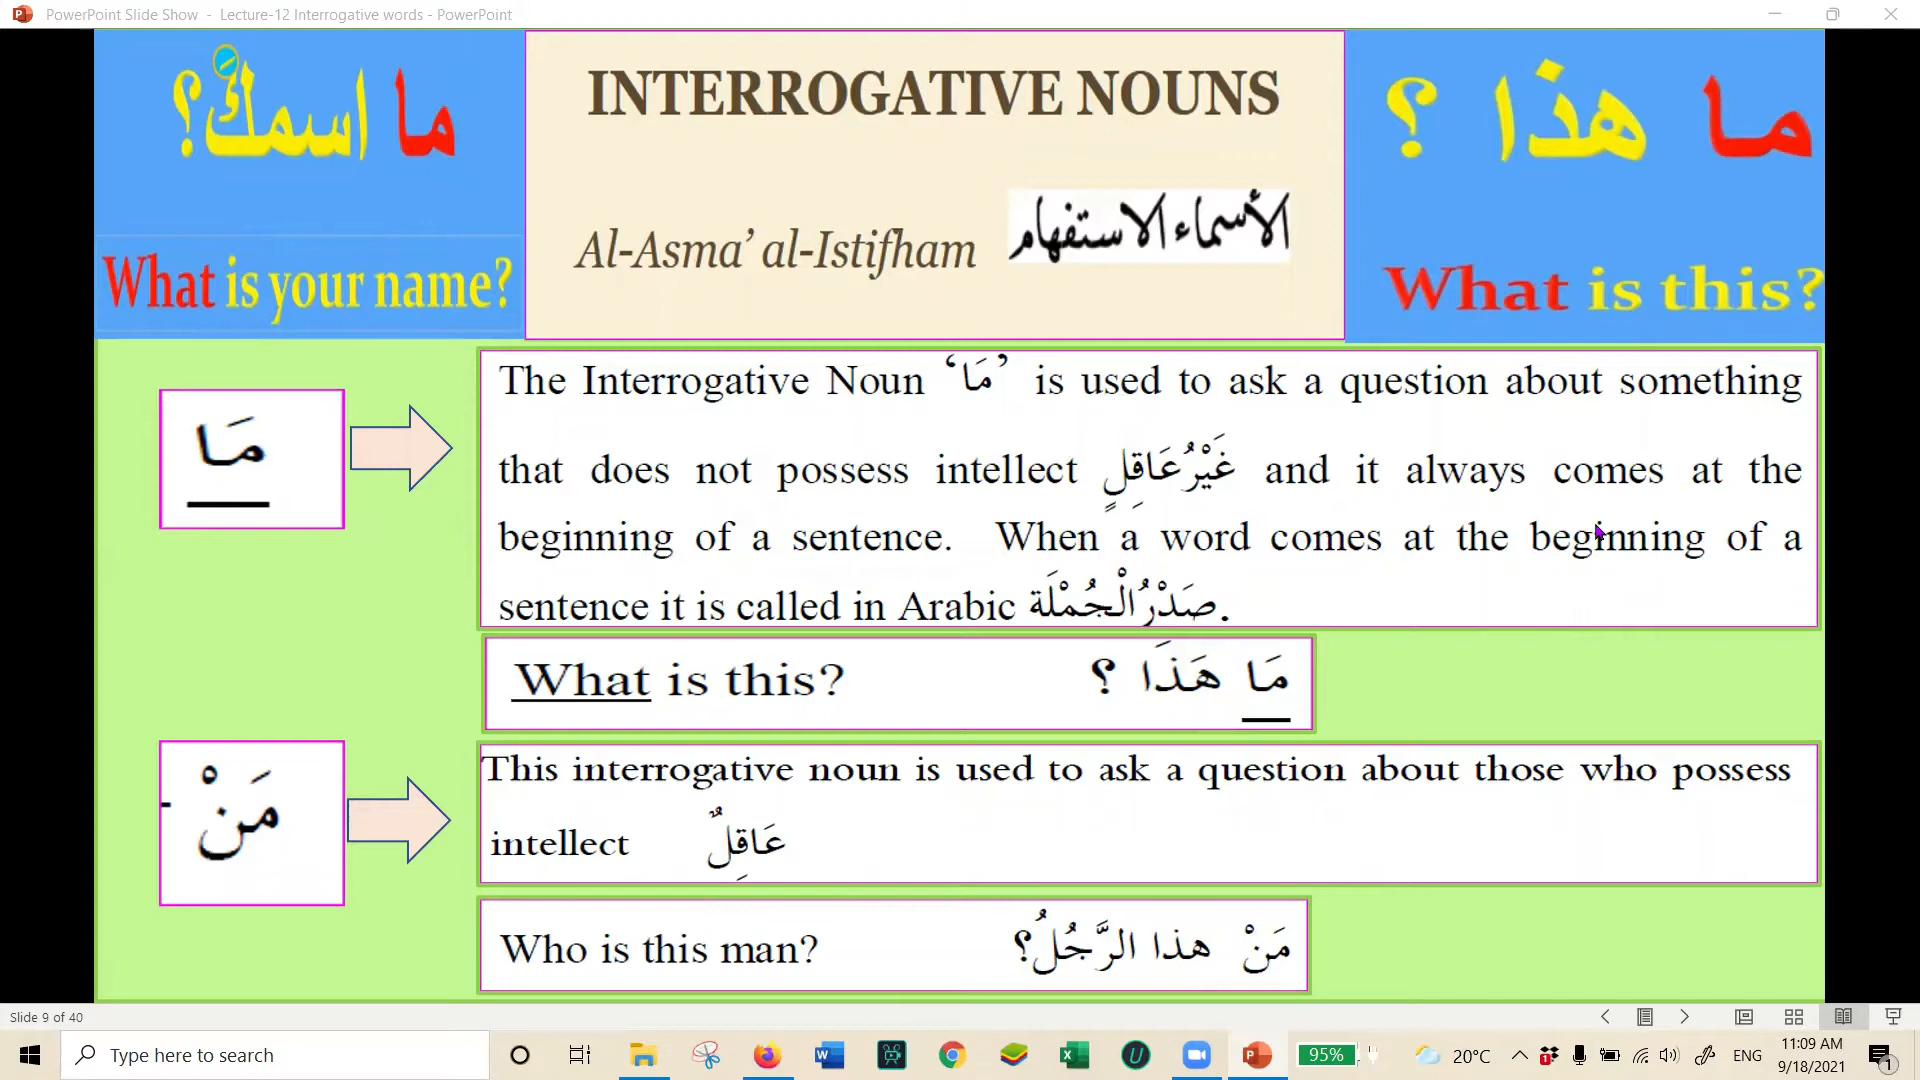 PowerPoint Slide Show - Lecture-12 Interrogative words - PowerPoint
ما اسمك؟
What is your name?
INTERROGATIVE NOUNS
Al-Asma’ al-Istifham
الأسماء الاستفهام
ما هذا ؟
What is this?
مَا
The Interrogative Noun ‘مَا’ is used to ask a question about something
that does not possess intellect غَيْرُ عَاقِلٍ and it always comes at the
beginning of a sentence. When a word comes at the beginning of a
sentence it is called in Arabic صَدْرُ الْجُمْلَة.
What is this? مَا هَذَا ؟
مَنْ
This interrogative noun is used to ask a question about those who possess
intellect عَاقِلٌ
Who is this man? مَنْ هذا الرَّجُلُ؟
Slide 9 of 40
Type here to search
95%
20°C
ENG
11:09 AM
9/18/2021
1